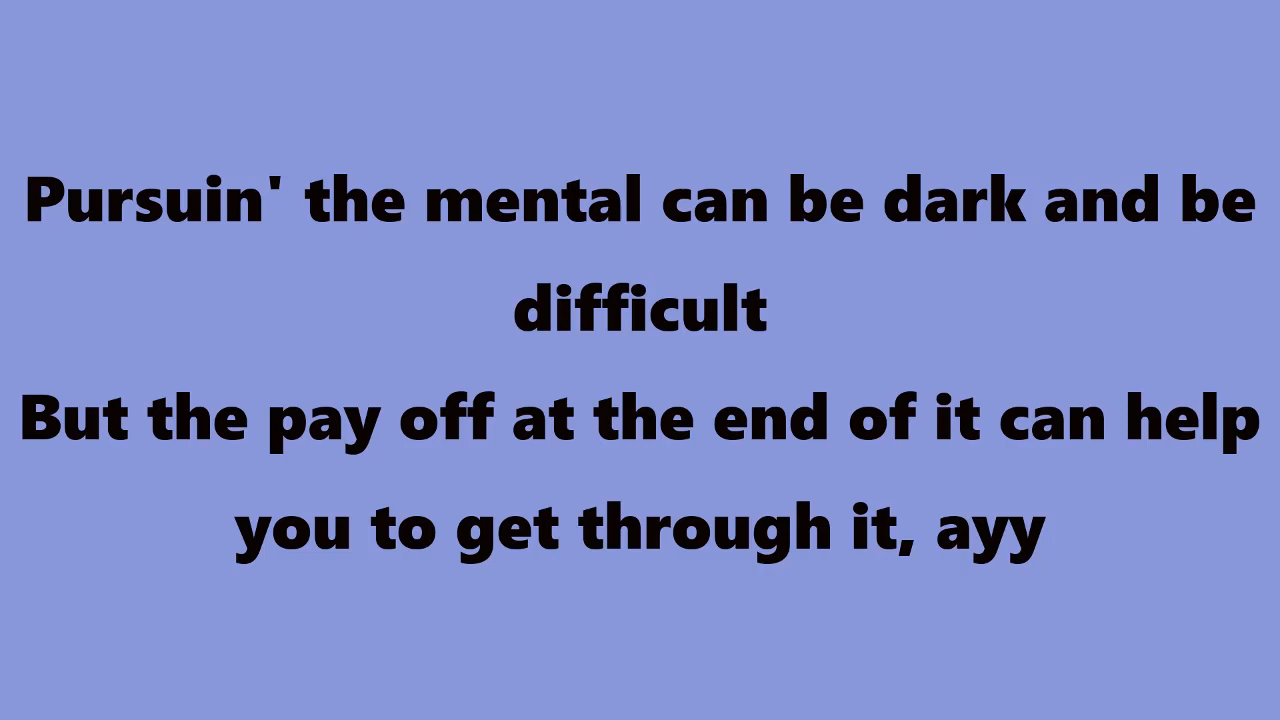 Pursuin' the mental can be dark and be
difficult
But the pay off at the end of it can help
you to get through it, ayy